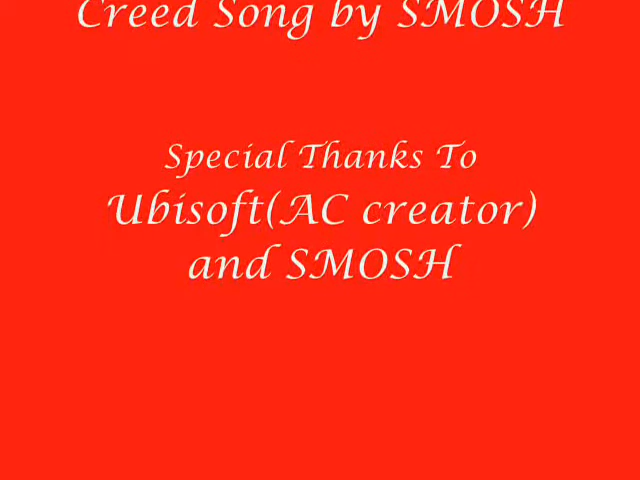 Creed Song by SMOSH
Special Thanks To
Ubisoft(AC creator)
and SMOSH